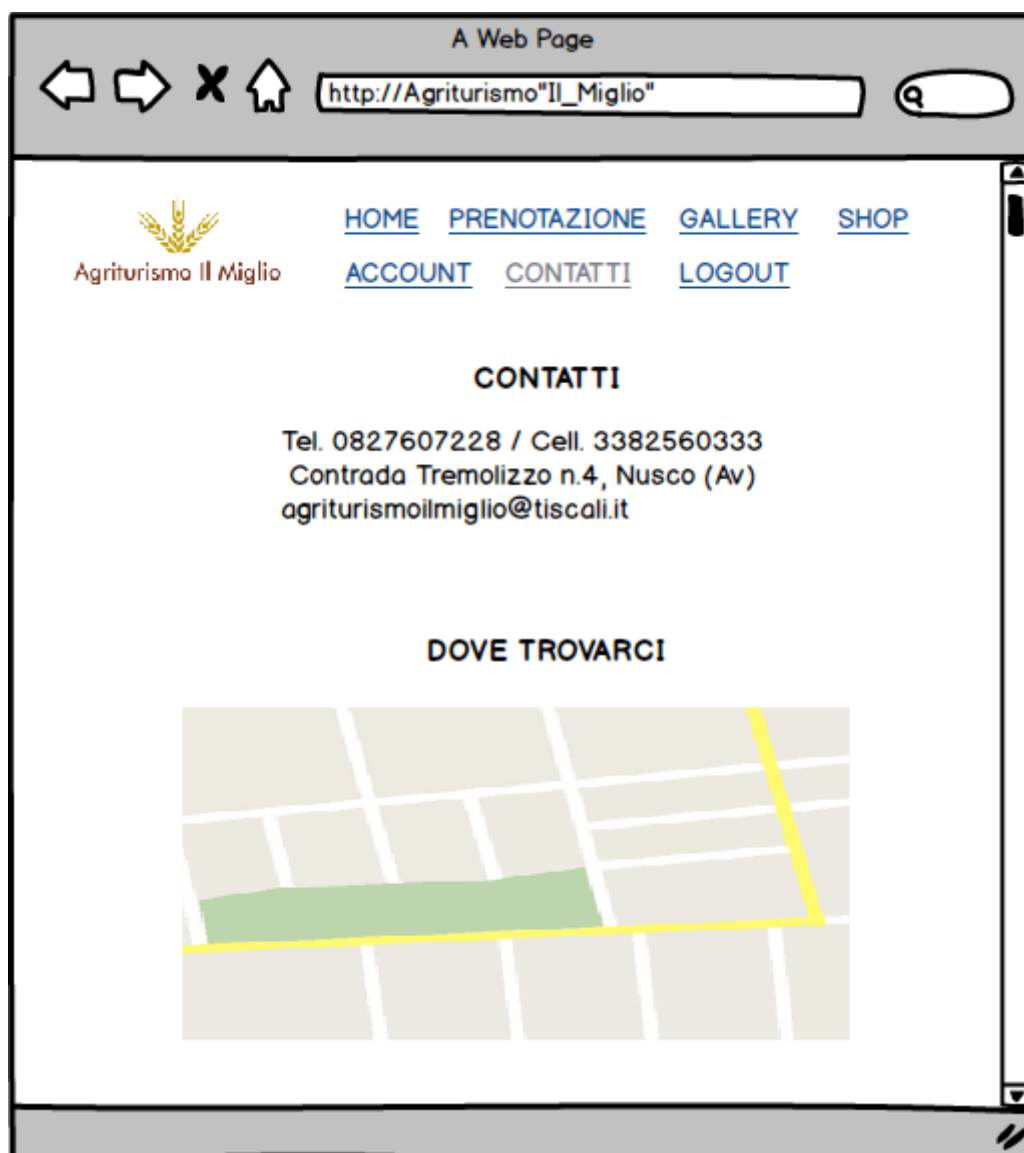 A Web Page
http://Agriturismo"Il_Miglio"
HOME PRENOTAZIONE GALLERY SHOP
Agriturismo Il Miglio
ACCOUNT CONTATTI LOGOUT
CONTATTI
Tel. 0827607228 / Cell. 3382560333
Contrada Tremolizzo n.4, Nusco (Av)
agriturismoilmiglio@tiscali.it
DOVE TROVARCI